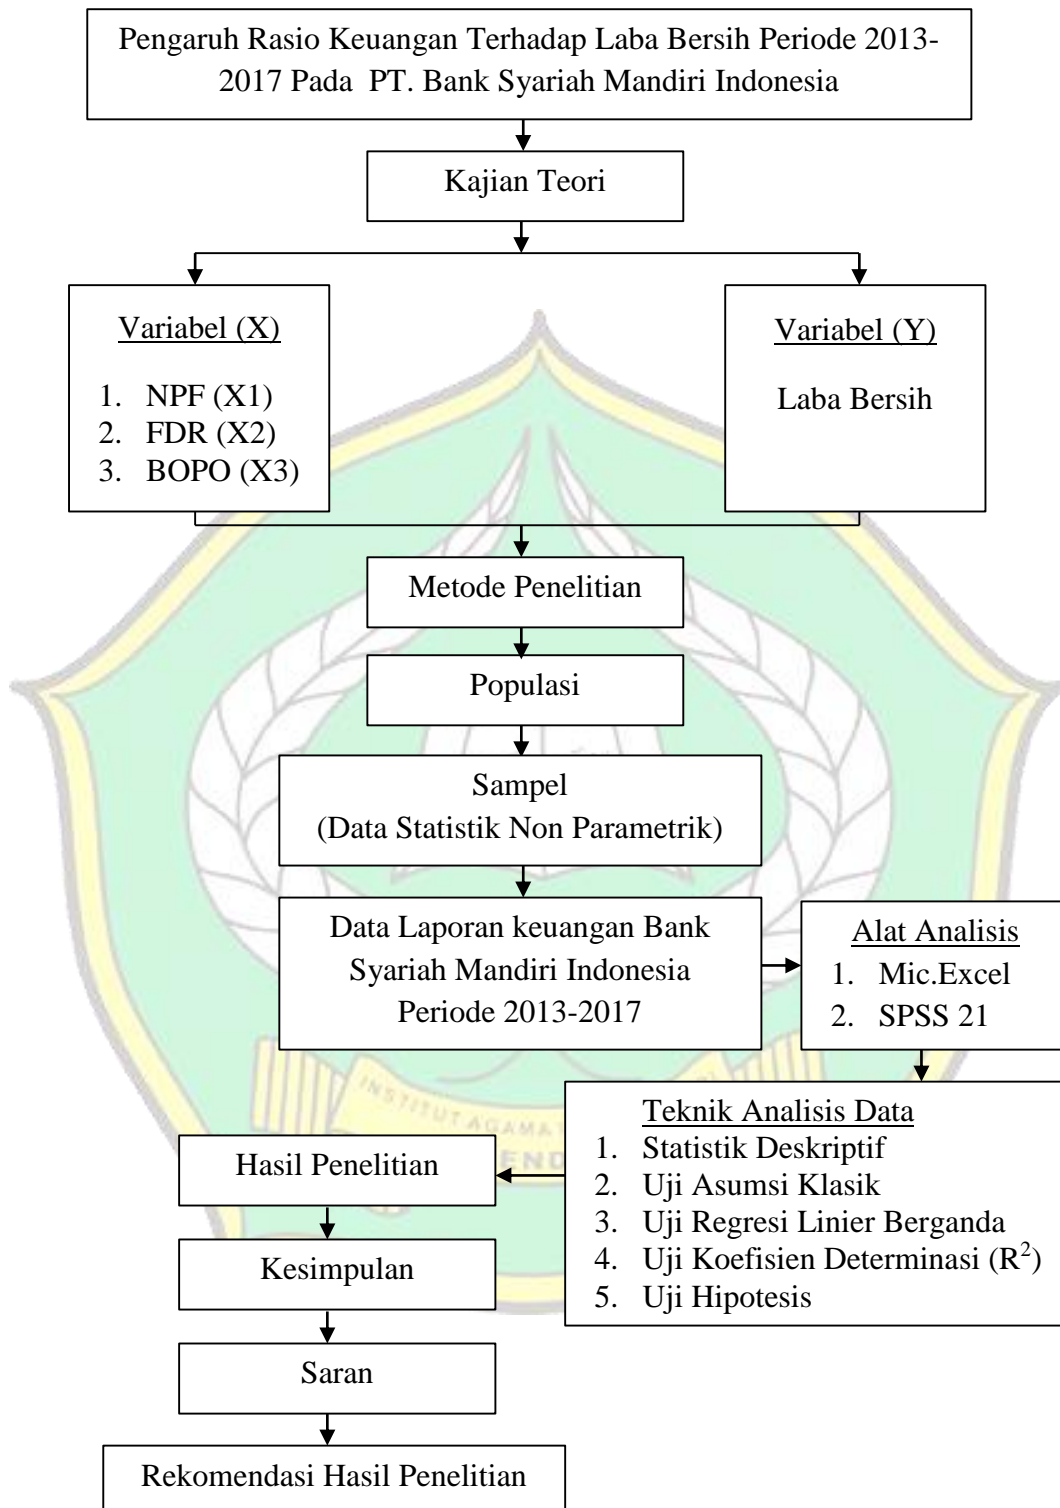 Pengaruh Rasio Keuangan Terhadap Laba Bersih Periode 2013-
2017 Pada PT. Bank Syariah Mandiri Indonesia
Kajian Teori
Variabel (X)
1. NPF (X1)
2. FDR (X2)
3. BOPO (X3)
Variabel (Y)
Laba Bersih
Metode Penelitian
Populasi
Sampel
(Data Statistik Non Parametrik)
Data Laporan keuangan Bank
Syariah Mandiri Indonesia
Periode 2013-2017
Alat Analisis
1. Mic.Excel
2. SPSS 21
Teknik Analisis Data
1. Statistik Deskriptif
2. Uji Asumsi Klasik
3. Uji Regresi Linier Berganda
4. Uji Koefisien Determinasi (R²)
5. Uji Hipotesis
INSTITUT AGAMA
Hasil Penelitian
Kesimpulan
Saran
Rekomendasi Hasil Penelitian